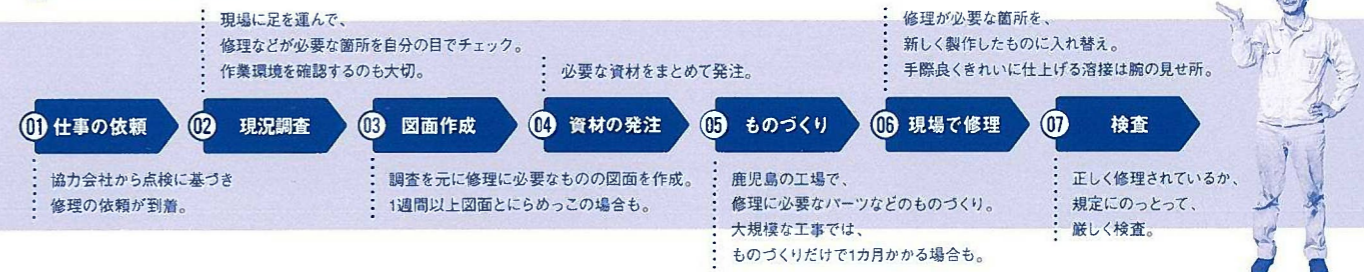 01 仕事の依頼
協力会社から点検に基づき
修理の依頼が到着。
02 現況調査
現場に足を運んで、
修理などが必要な箇所を自分の目でチェック。
作業環境を確認するのも大切。
03 図面作成
調査を元に修理に必要なものの図面を作成。
1週間以上図面とにらめっこの場合も。
04 資材の発注
必要な資材をまとめて発注。
05 ものづくり
鹿児島の工場で、
修理に必要なパーツなどのものづくり。
大規模な工事では、
ものづくりだけで1カ月かかる場合も。
06 現場で修理
修理が必要な箇所を、
新しく製作したものに入れ替え。
手際良くきれいに仕上げる溶接は腕の見せ所。
07 検査
正しく修理されているか、
規定にのっとって、
厳しく検査。